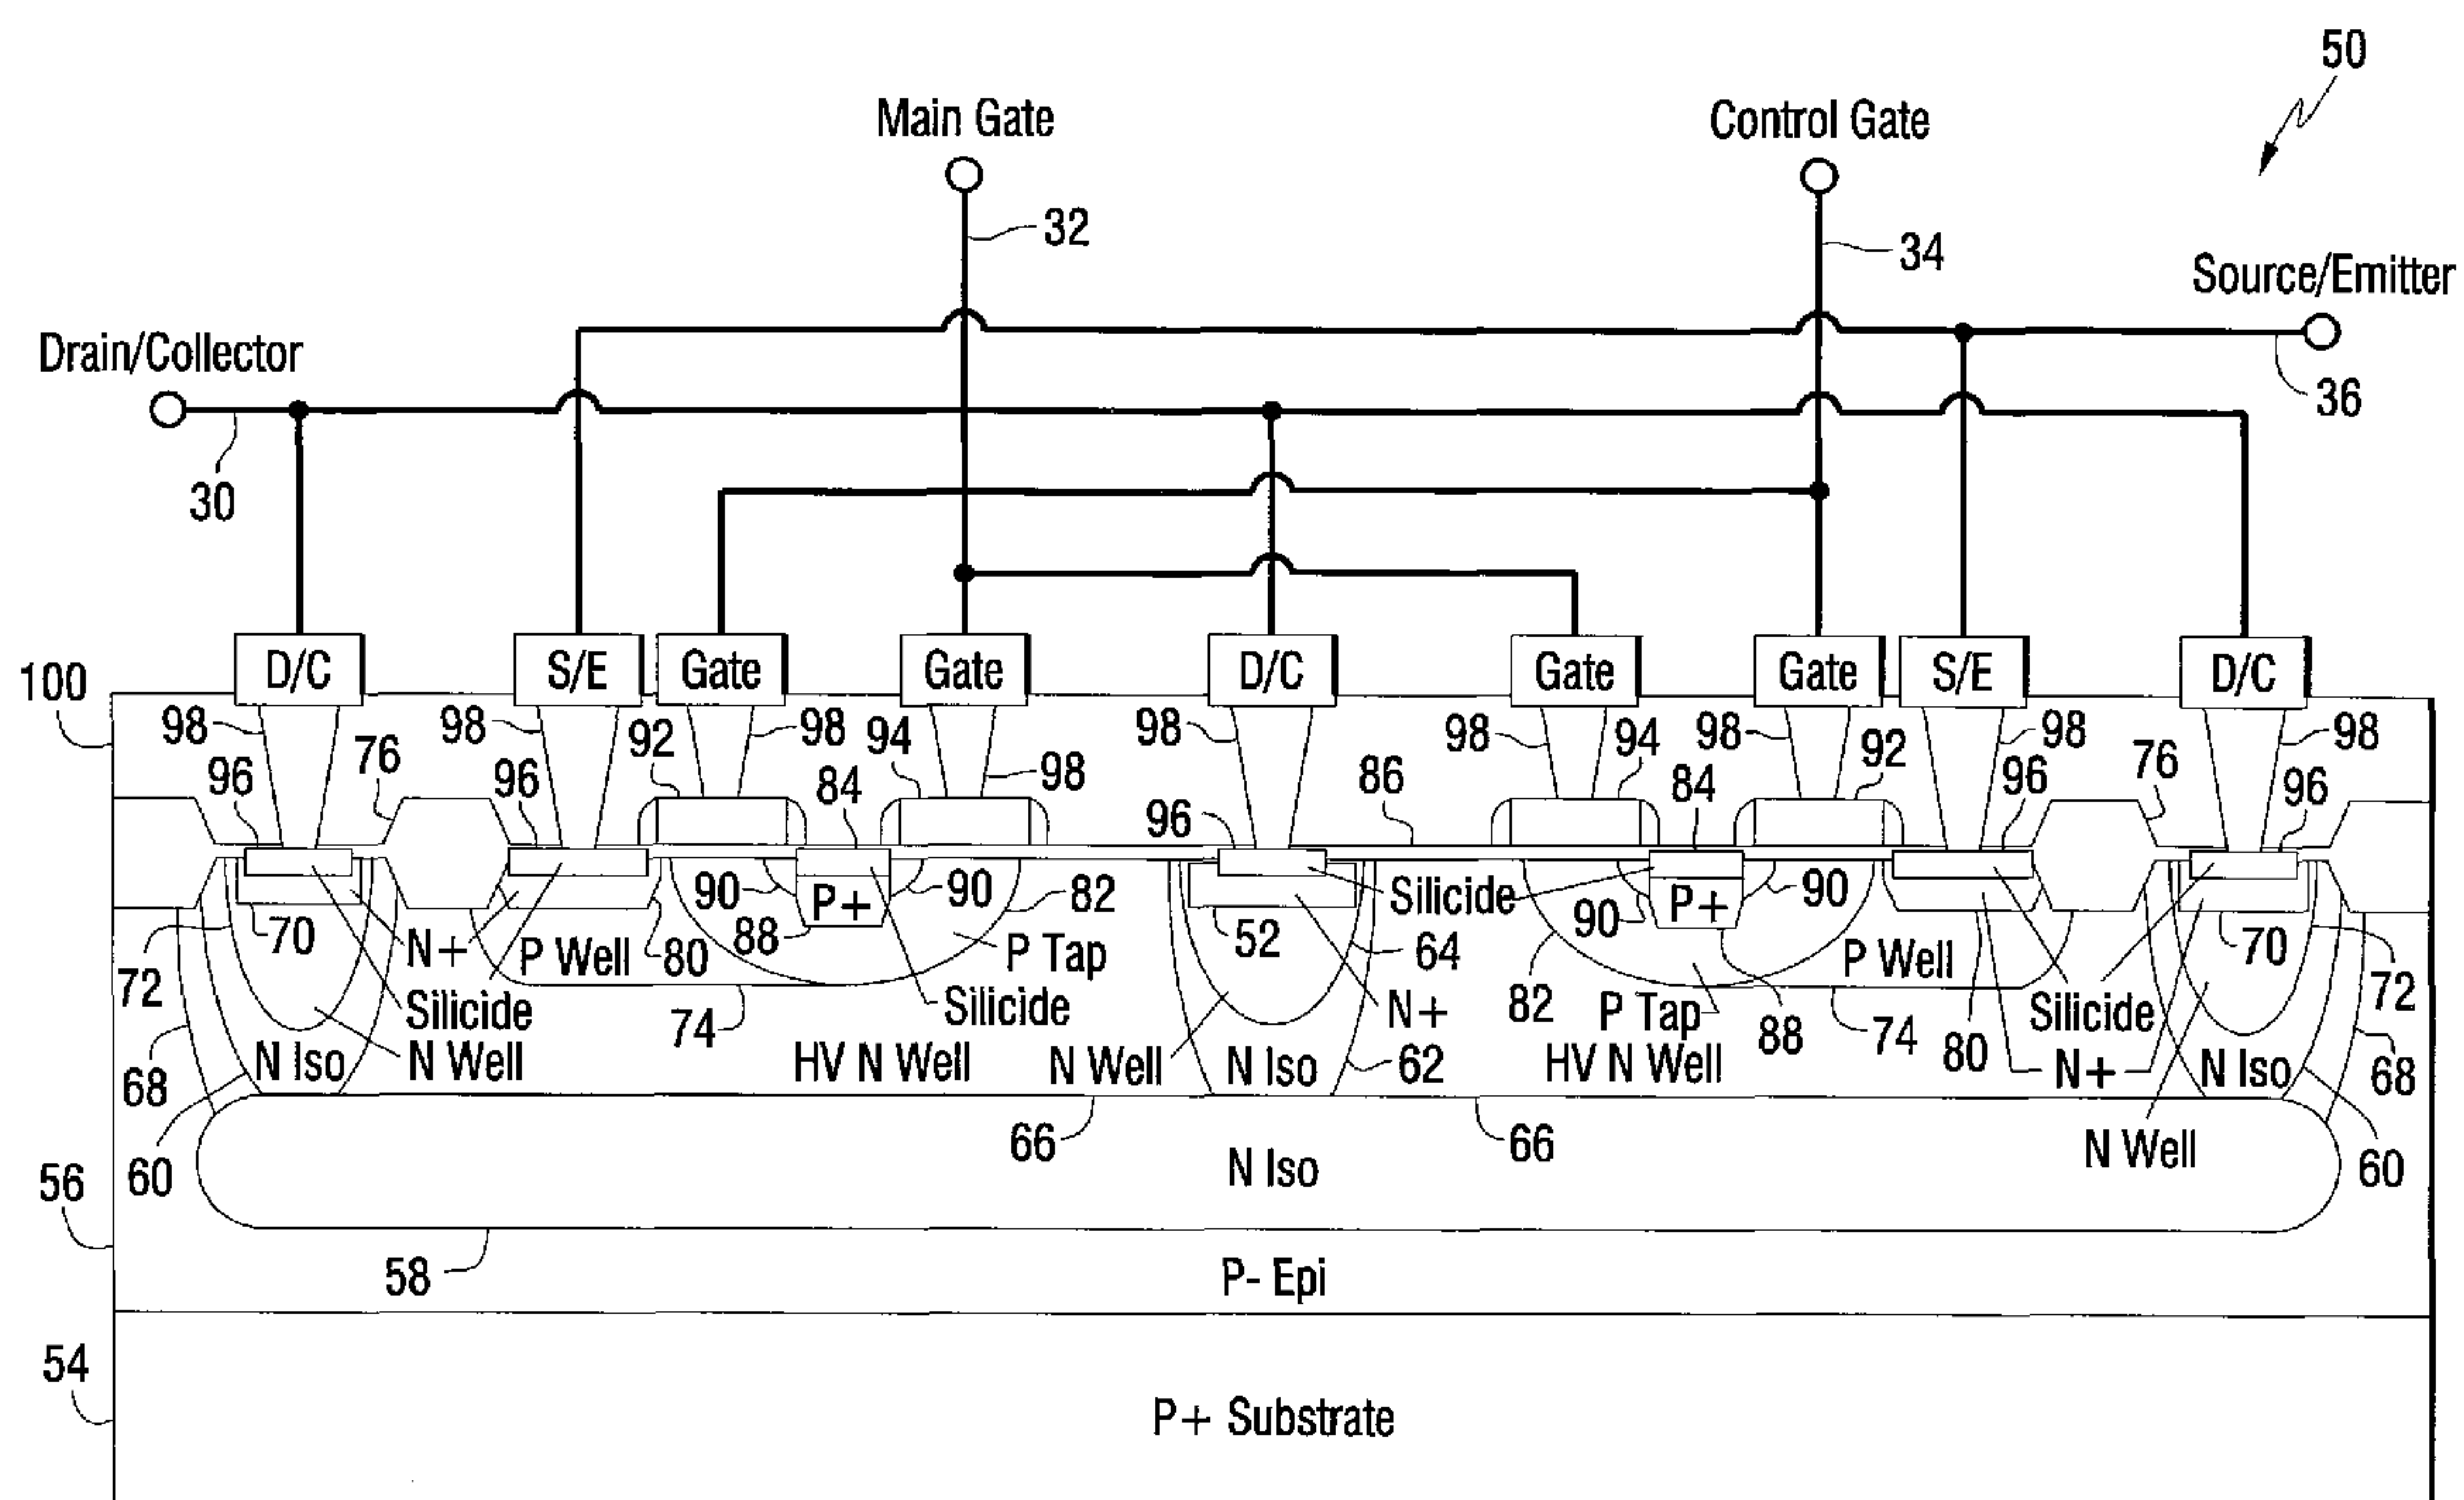 50
Main Gate
Control Gate
32
34
Source/Emitter
Drain/Collector
36
30
D/C
S/E
Gate
Gate
D/C
Gate
Gate
S/E
D/C
100
98
98
92
98
94
98
98
94
98
92
98
98
76
96
96
84
98
96
86
84
96
76
96
90
P+
90
82
Silicide
90
P+
90
70
N+
P Well
80
88
P Tap
52
64
82
P Well
70
72
Silicide
74
Silicide
N+
P Tap
88
74
80
Silicide
72
68
N Iso
N Well
HV N Well
N Well
N Iso
62
HV N Well
N+
N Iso
68
60
66
66
N Well
60
56
N Iso
58
P- Epi
54
P+ Substrate